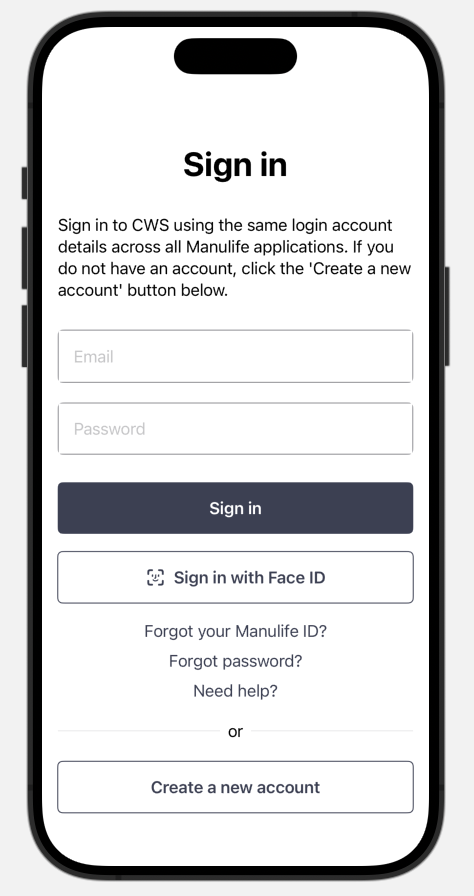 Sign in
Sign in to CWS using the same login account
details across all Manulife applications. If you
do not have an account, click the 'Create a new
account' button below.
Email
Password
Sign in
Sign in with Face ID
Forgot your Manulife ID?
Forgot password?
Need help?
or
Create a new account